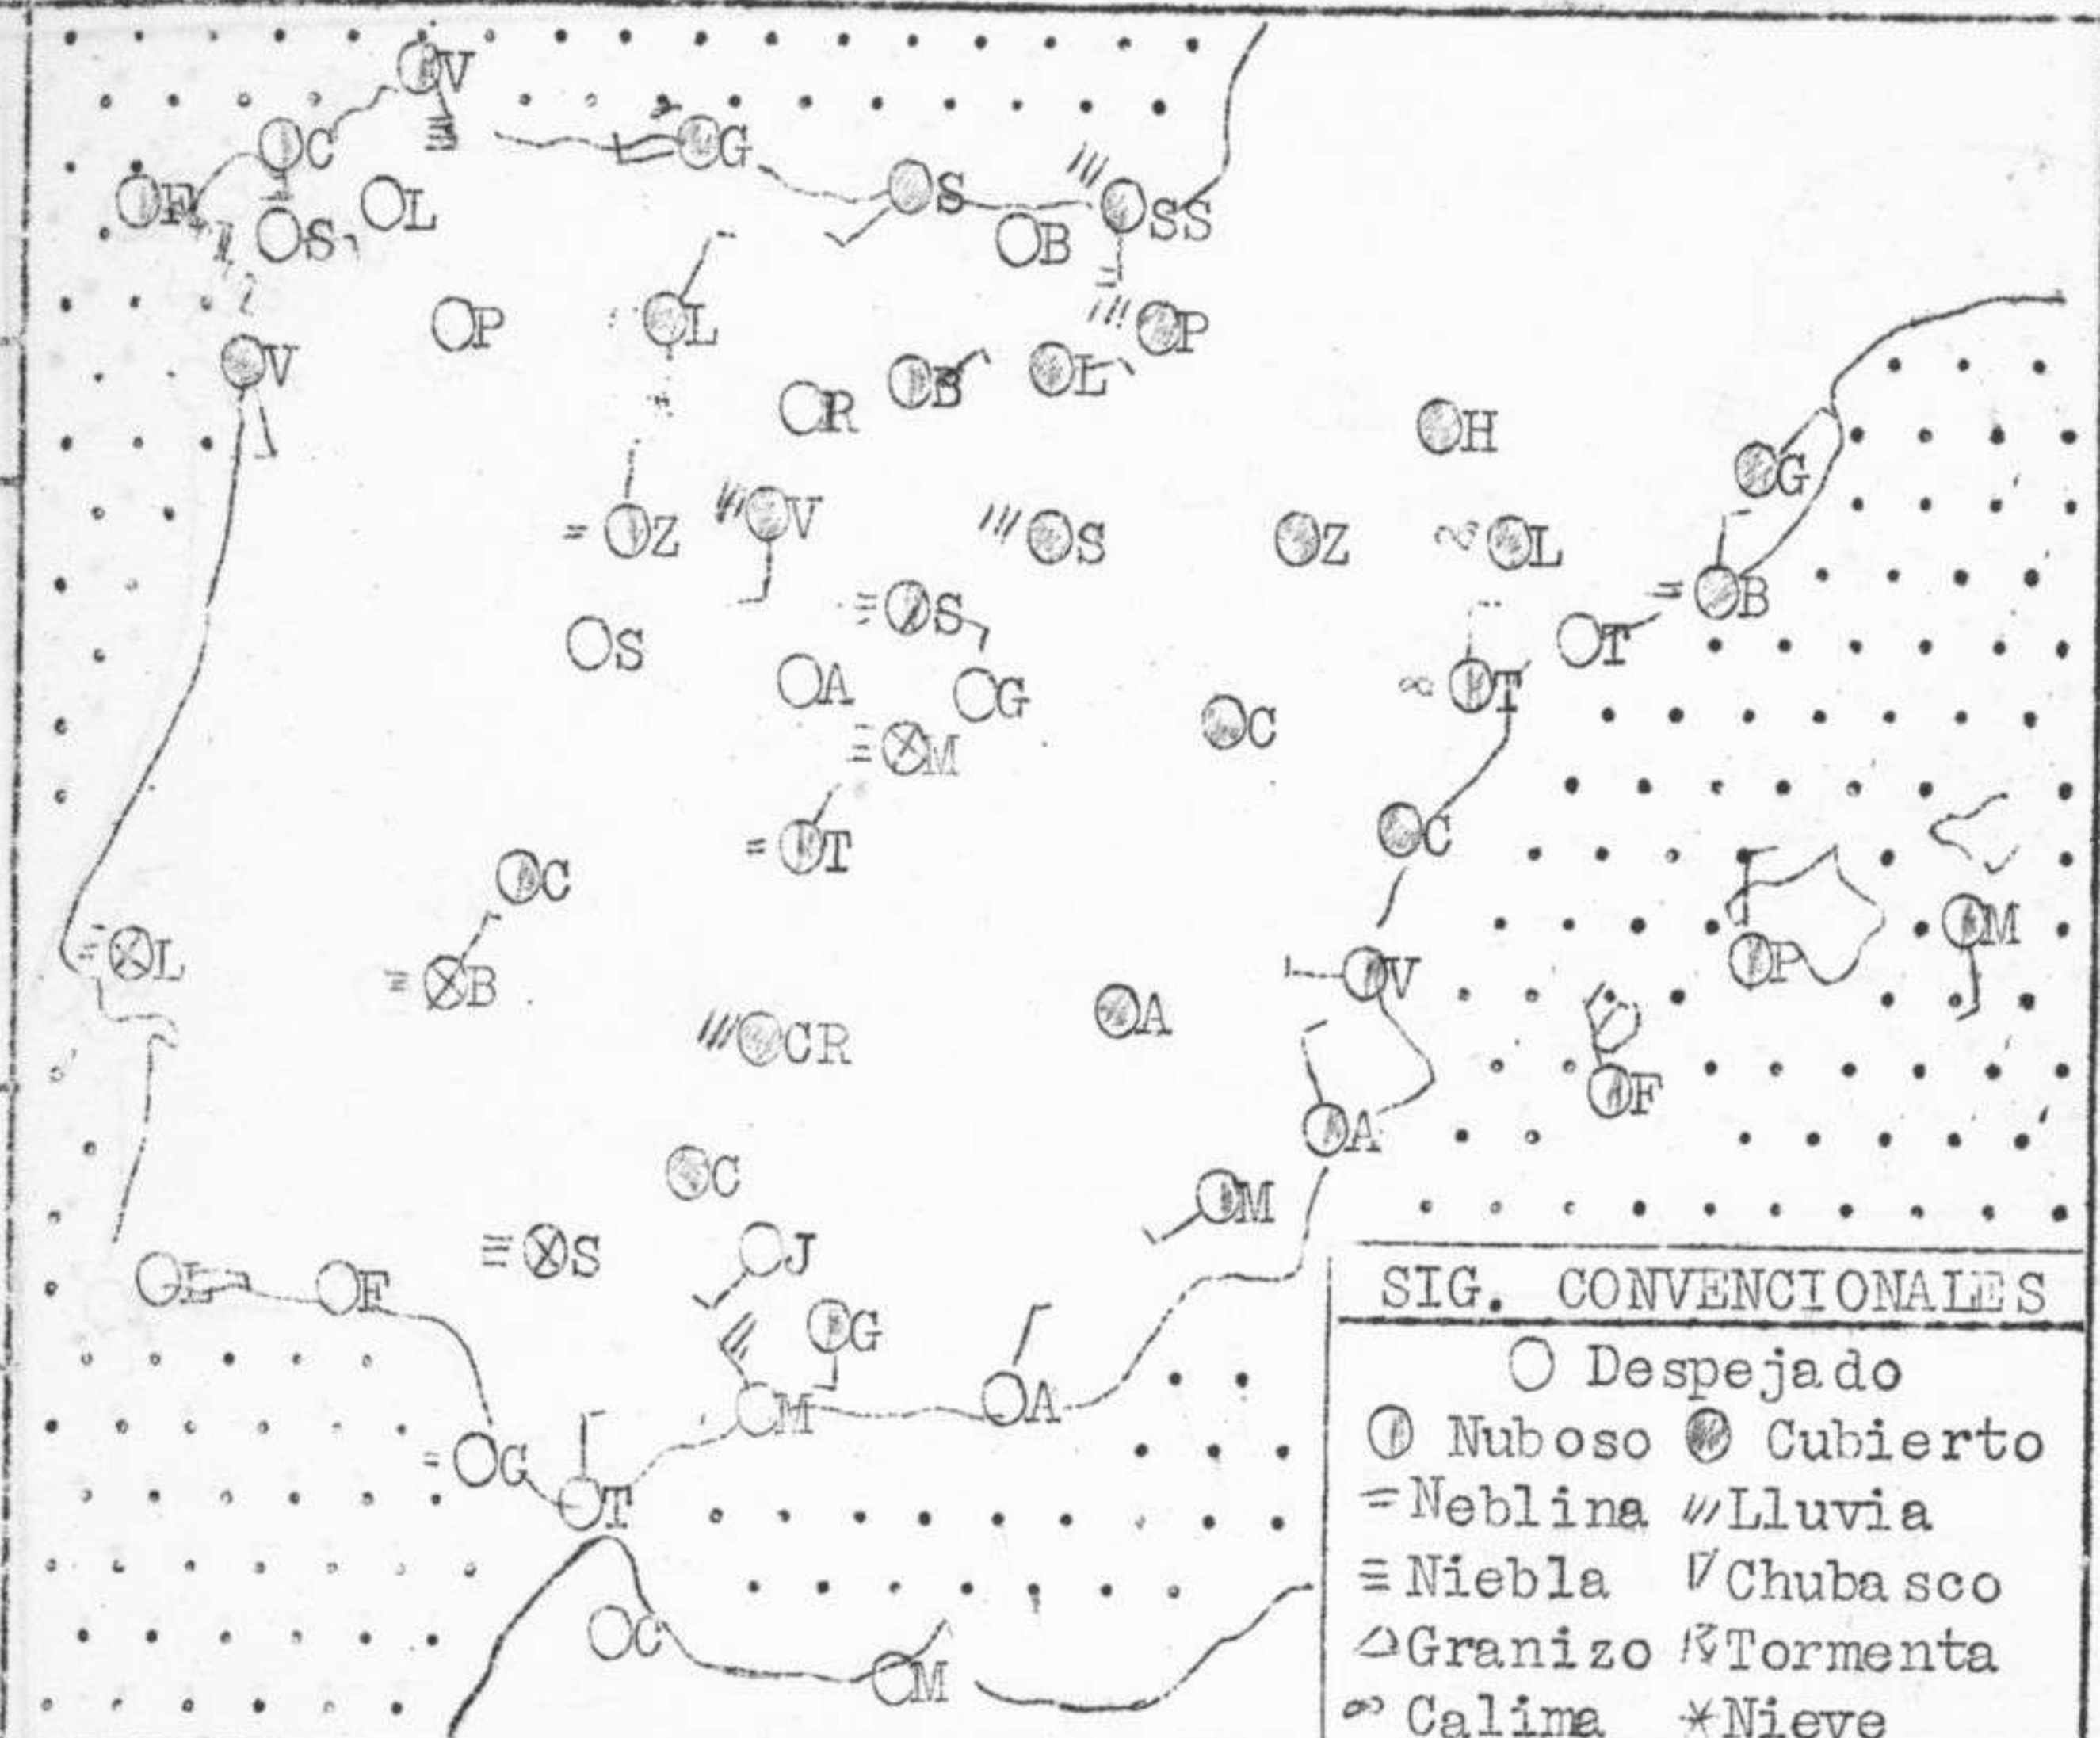 V
C
G
F
L
S
S
B
SS
P
L
P
V
R
B
L
H
G
Z
V
S
Z
L
B
S
S
T
A
G
T
C
M
T
C
C
L
B
V
P
M
CR
A
F
A
C
M
S
J
L
F
G
M
A
G
T
C
M
SIG. CONVENCIONALES
Despejado
Nuboso Cubierto
Neblina Lluvia
Niebla Chubasco
Granizo Tormenta
Calima Nieve